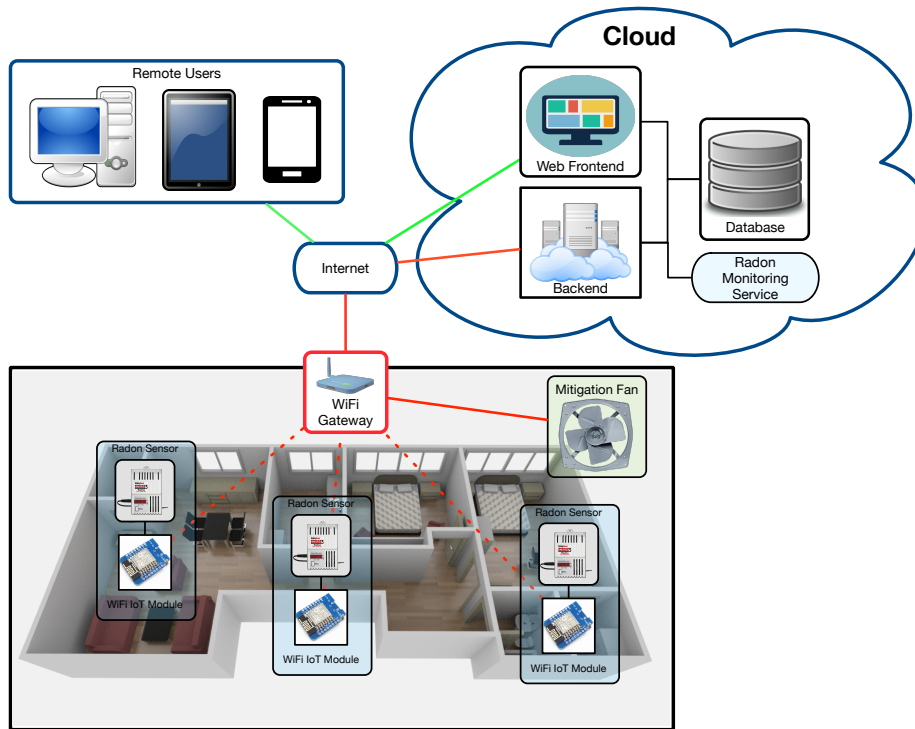 Cloud
Remote Users
Web Frontend
Database
Internet
Backend
Radon
Monitoring
Service
WiFi
Gateway
Mitigation Fan
Radon Sensor
WiFi IoT Module
Radon Sensor
WiFi IoT Module
Radon Sensor
WiFi IoT Module